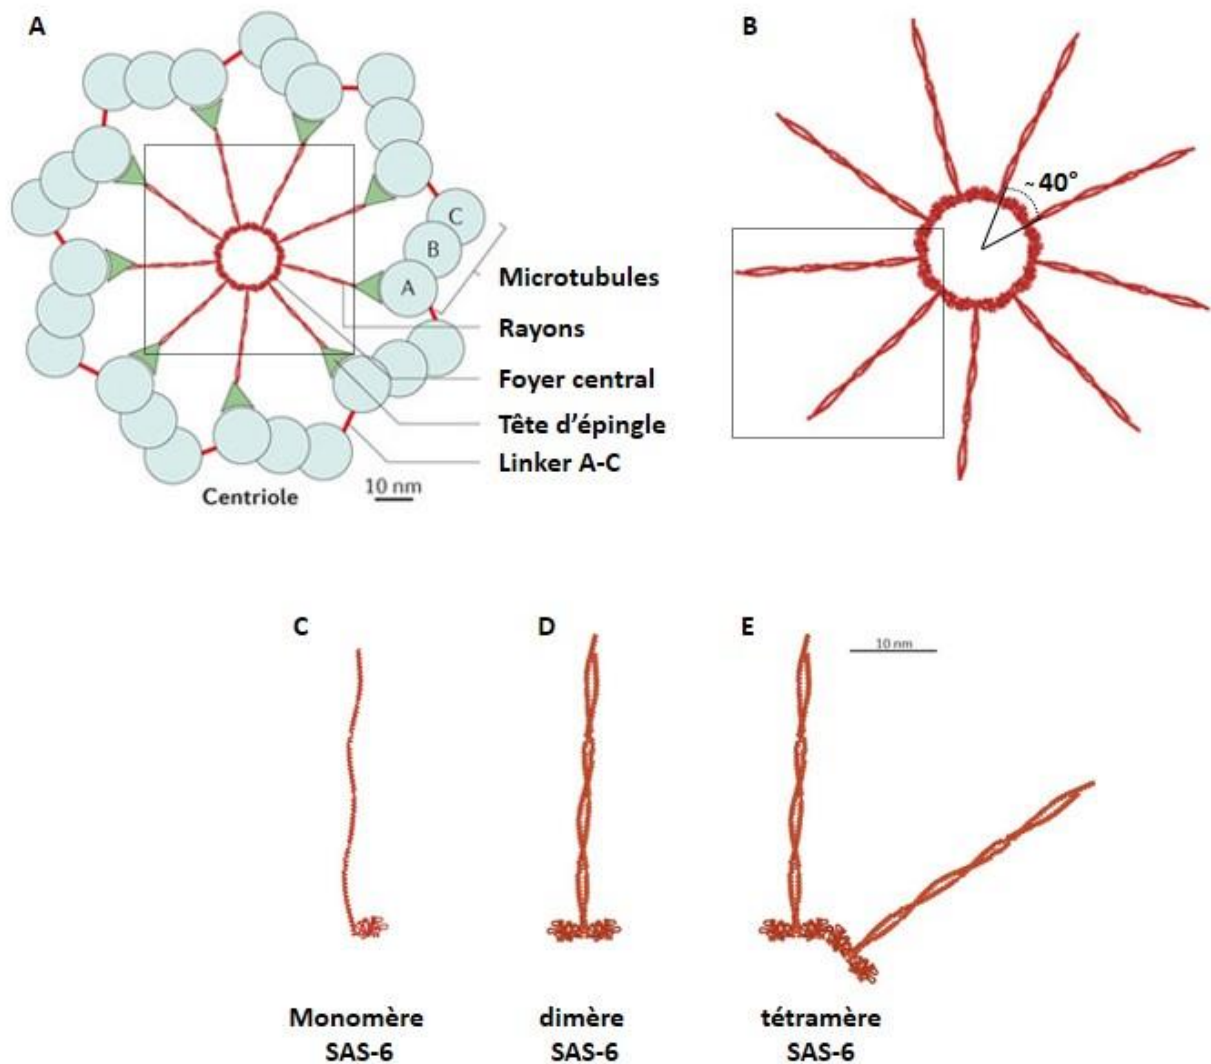 A
B
~40°
C
B
A
Microtubules
Rayons
Foyer central
Tête d'épingle
Linker A-C
Centriole
10 nm
C
D
E
10 nm
Monomère
SAS-6
dimère
SAS-6
tétramère
SAS-6